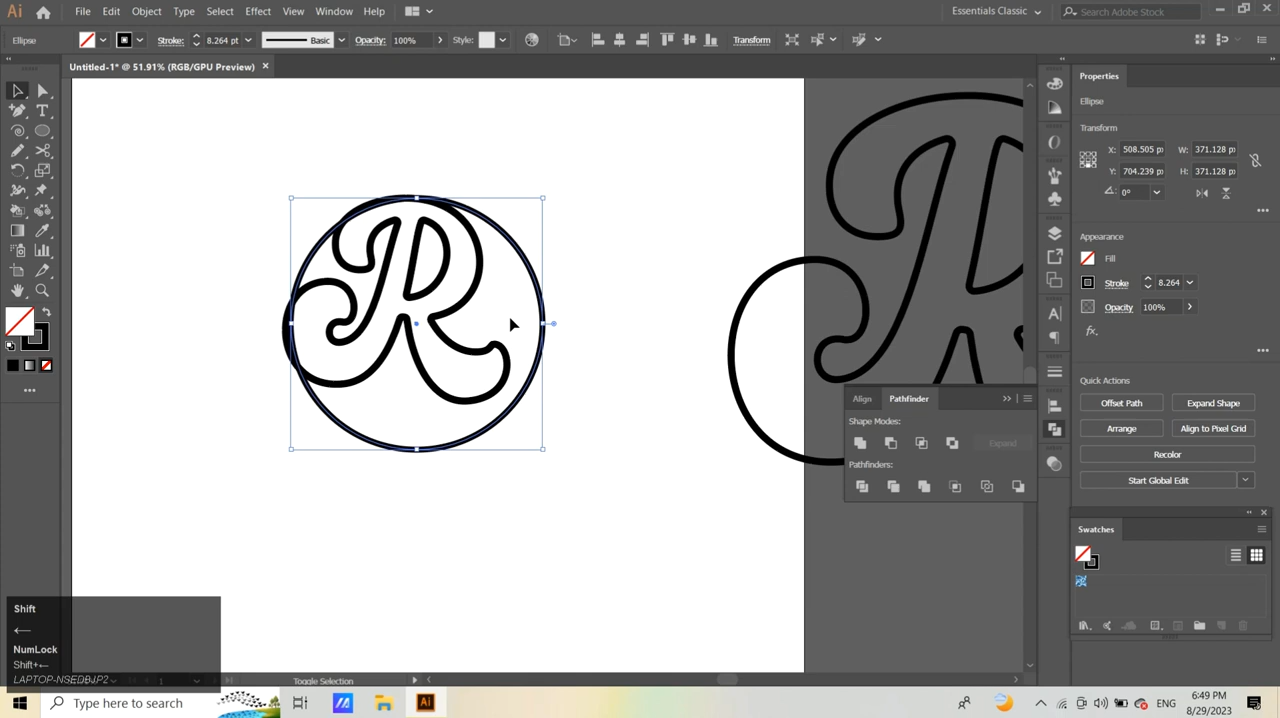 Ai File Edit Object Type Select Effect View Window Help Essentials Classic Search Adobe Stock
Ellipse Stroke: 8.264 pt Basic Opacity: 100% Style: Transform
Untitled-1* @ 51.91% (RGB/GPU Preview) ×
Properties
Ellipse
Transform
X: 508.505 p W: 371.128 p
Y: 704.239 p H: 371.128 p
0°
Appearance
Fill
Stroke 8.264
Opacity 100%
fx.
Quick Actions
Offset Path Expand Shape
Arrange Align to Pixel Grid
Recolor
Start Global Edit
Align Pathfinder
Shape Modes:
Expand
Pathfinders:
Swatches
R
R
Shift
←
NumLock
Shift+←
LAPTOP-NSEDBJP2
1
Toggle Selection
Type here to search
Ai
ENG
6:49 PM
8/29/2023